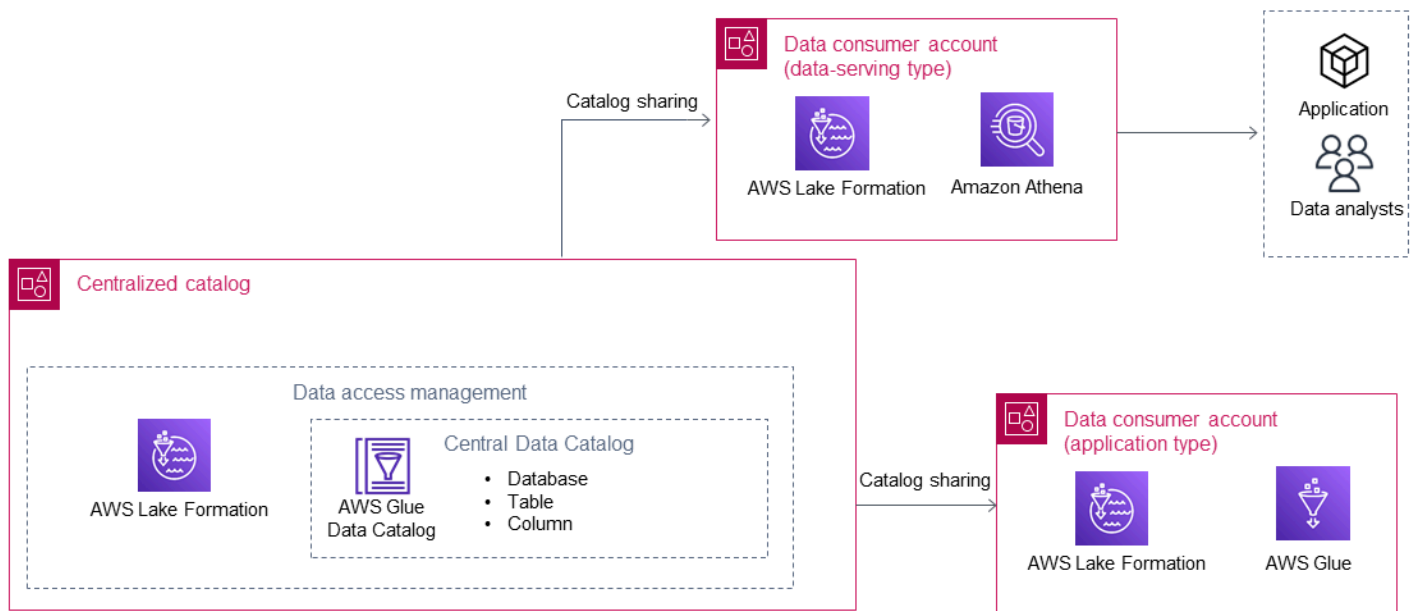 Data consumer account
(data-serving type)
Catalog sharing
AWS Lake Formation
Amazon Athena
Application
Data analysts
Centralized catalog
Data access management
AWS Lake Formation
Central Data Catalog
• Database
• Table
• Column
AWS Glue
Data Catalog
Catalog sharing
Data consumer account
(application type)
AWS Lake Formation
AWS Glue